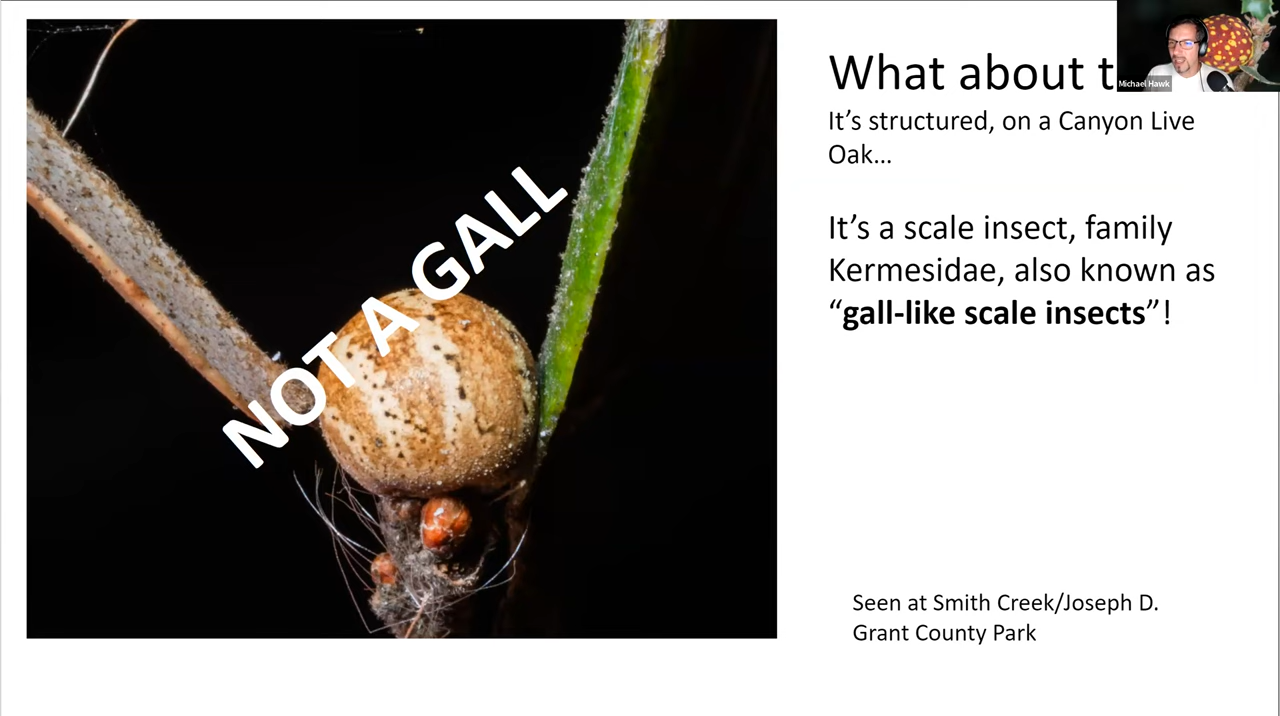 What about t
Michael Hawk
It’s structured, on a Canyon Live
Oak…
NOT A GALL
It’s a scale insect, family
Kermesidae, also known as
“gall-like scale insects”!
Seen at Smith Creek/Joseph D.
Grant County Park